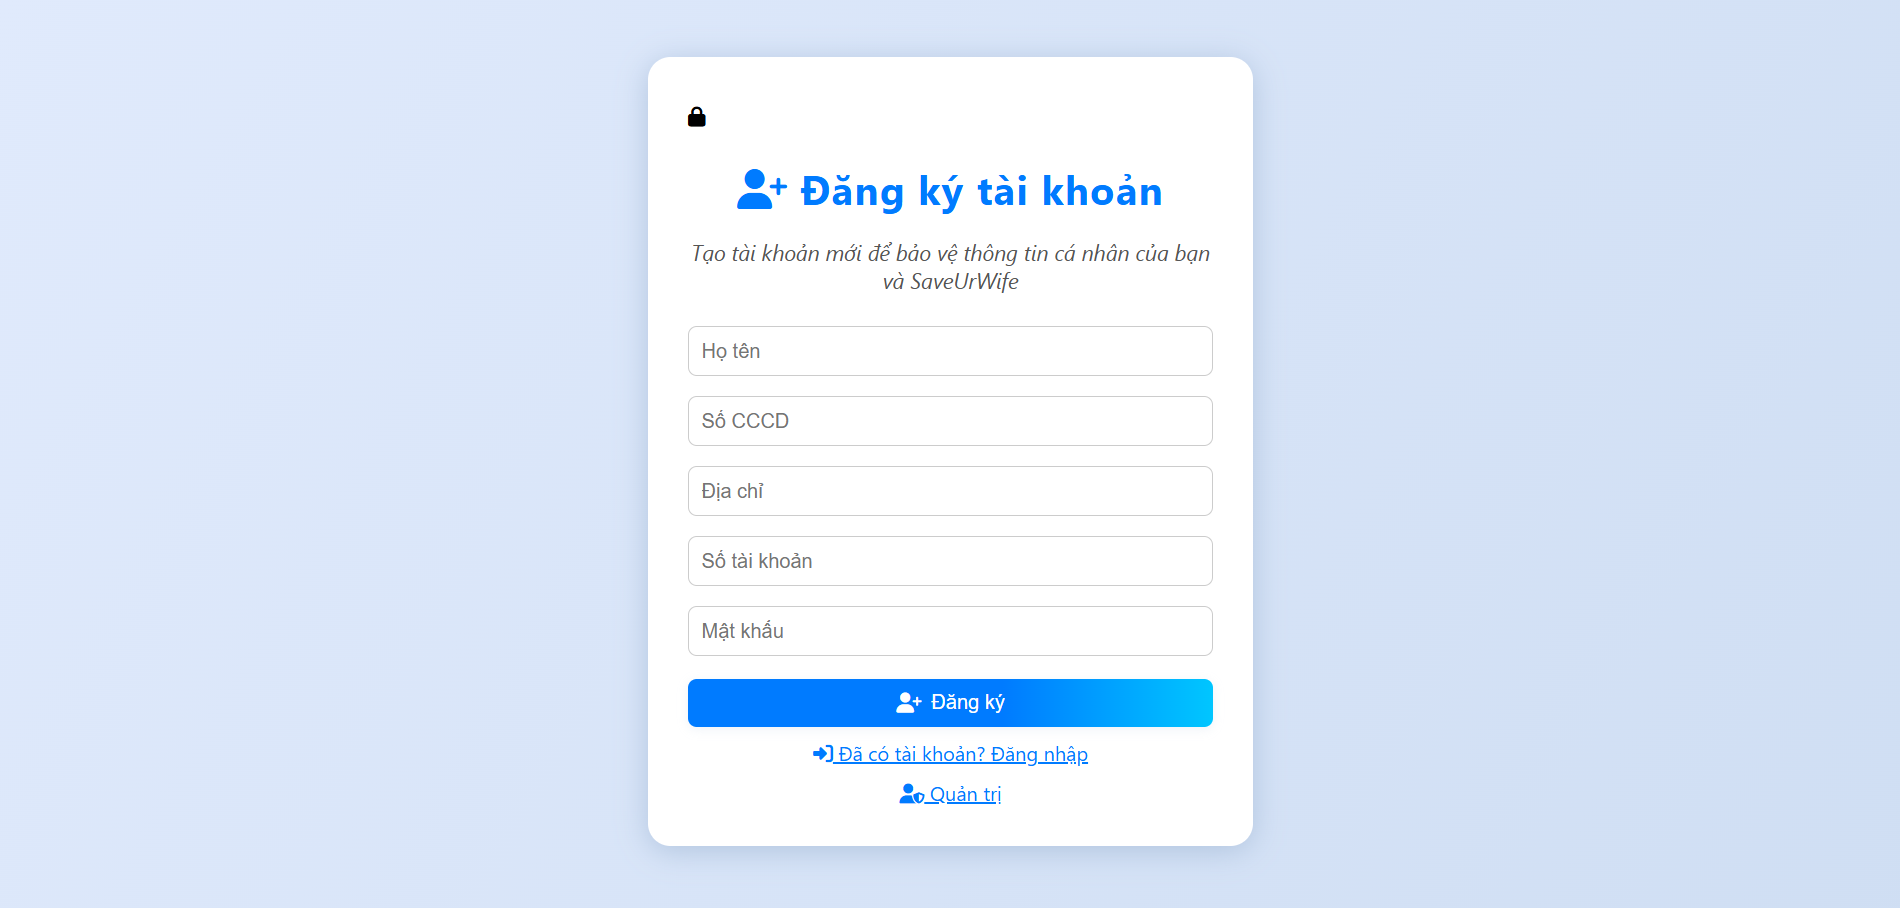 Đăng ký tài khoản
Tạo tài khoản mới để bảo vệ thông tin cá nhân của bạn
và SaveUrWife
Họ tên
Số CCCD
Địa chỉ
Số tài khoản
Mật khẩu
Đăng ký
Đã có tài khoản? Đăng nhập
Quản trị